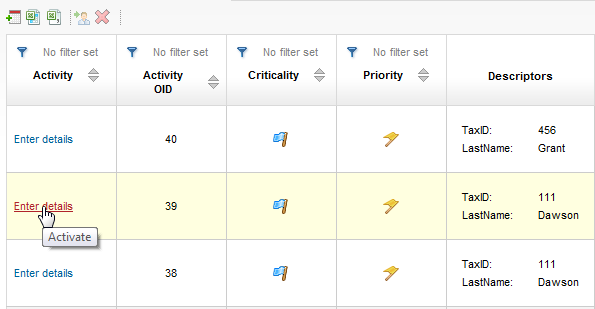 No filter set No filter set No filter set No filter set
Activity Activity OID Criticality Priority Descriptors
Enter details 40 TaxID: 456
LastName: Grant
Enter details 39 TaxID: 111
LastName: Dawson
Activate
Enter details 38 TaxID: 111
LastName: Dawson